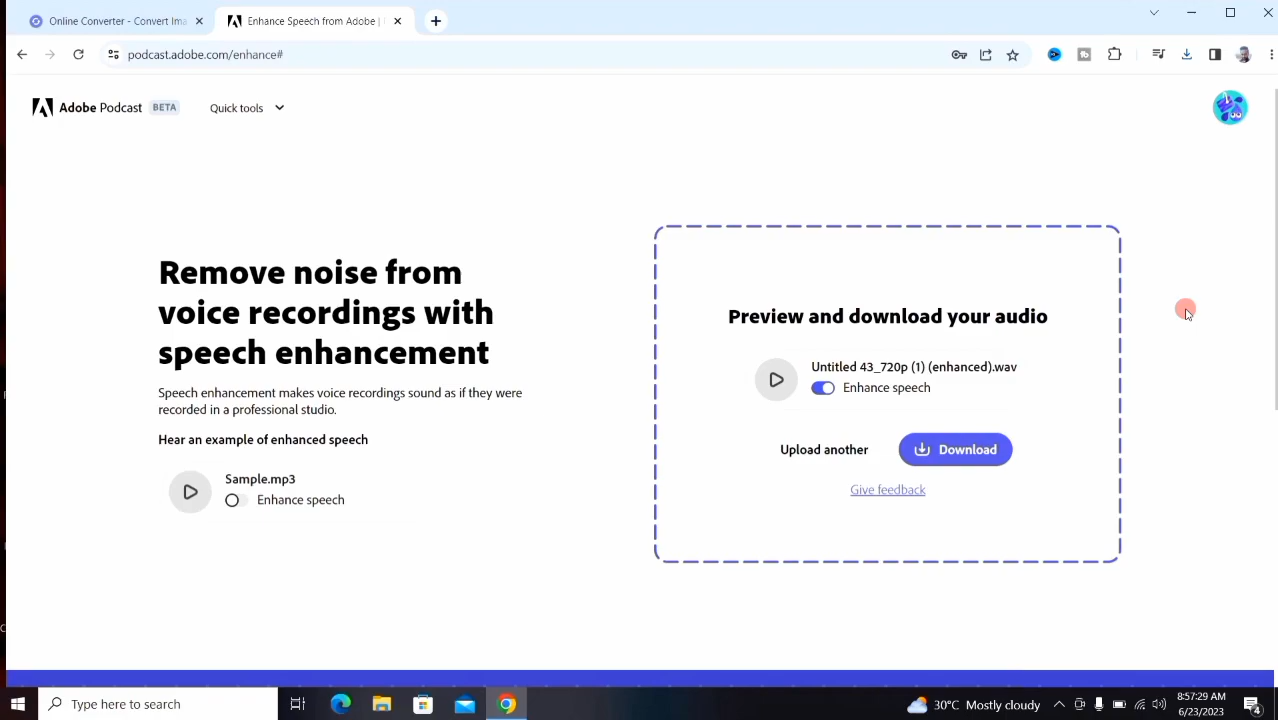 Online Converter - Convert Ima
Enhance Speech from Adobe |
podcast.adobe.com/enhance#
Adobe Podcast BETA
Quick tools
Remove noise from
voice recordings with
speech enhancement
Speech enhancement makes voice recordings sound as if they were
recorded in a professional studio.
Hear an example of enhanced speech
Sample.mp3
Enhance speech
Preview and download your audio
Untitled 43_720p (1) (enhanced).wav
Enhance speech
Upload another
Download
Give feedback
Type here to search
30°C Mostly cloudy
8:57:29 AM
6/23/2023
4